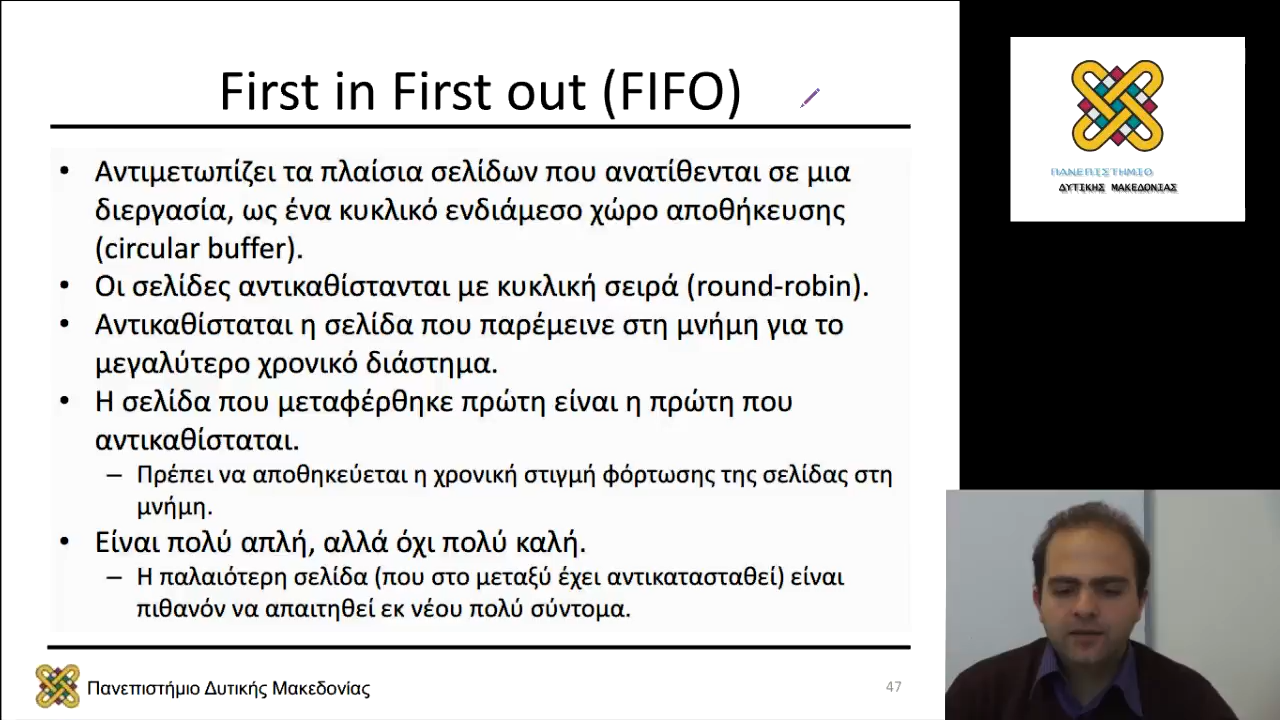 First in First out (FIFO)
• Αντιμετωπίζει τα πλαίσια σελίδων που ανατίθενται σε μια
διεργασία, ως ένα κυκλικό ενδιάμεσο χώρο αποθήκευσης
(circular buffer).
• Οι σελίδες αντικαθίστανται με κυκλική σειρά (round-robin).
• Αντικαθίσταται η σελίδα που παρέμεινε στη μνήμη για το
μεγαλύτερο χρονικό διάστημα.
• Η σελίδα που μεταφέρθηκε πρώτη είναι η πρώτη που
αντικαθίσταται.
– Πρέπει να αποθηκεύεται η χρονική στιγμή φόρτωσης της σελίδας στη
μνήμη.
• Είναι πολύ απλή, αλλά όχι πολύ καλή.
– Η παλαιότερη σελίδα (που στο μεταξύ έχει αντικατασταθεί) είναι
πιθανόν να απαιτηθεί εκ νέου πολύ σύντομα.
Πανεπιστήμιο Δυτικής Μακεδονίας
47
ΠΑΝΕΠΙΣΤΗΜΙΟ
ΔΥΤΙΚΗΣ ΜΑΚΕΔΟΝΙΑΣ